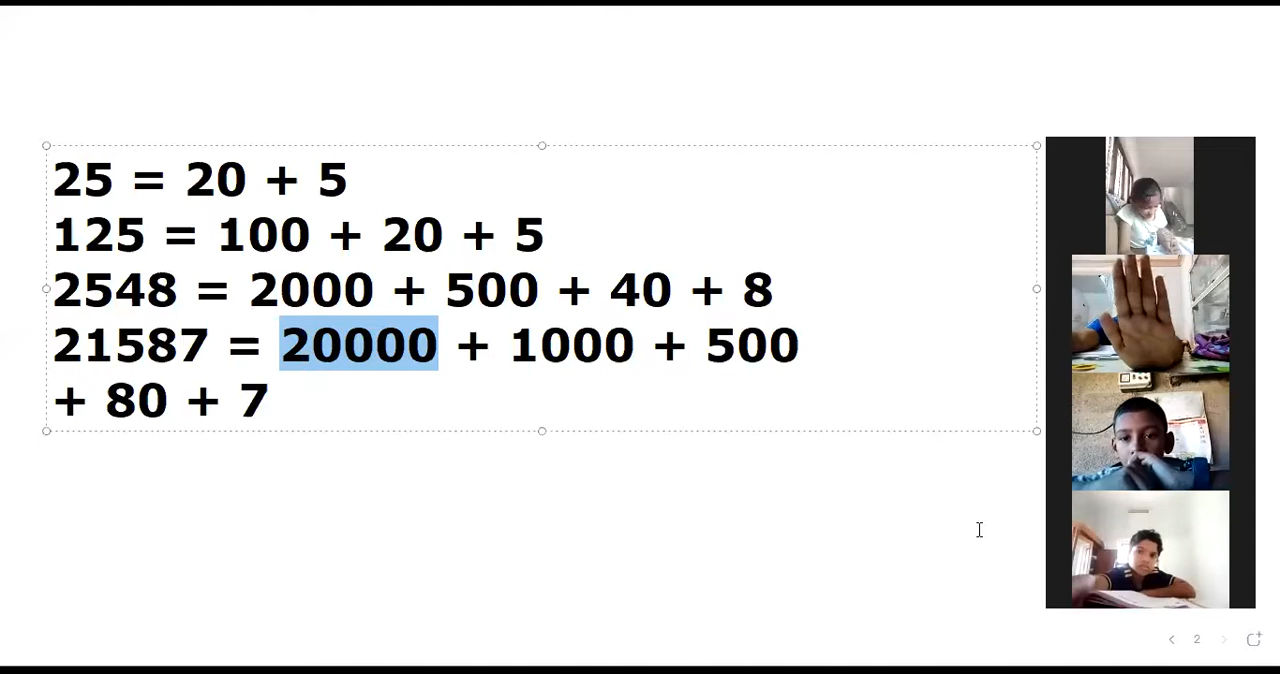 25 = 20 + 5
125 = 100 + 20 + 5
2548 = 2000 + 500 + 40 + 8
21587 = 20000 + 1000 + 500
+ 80 + 7
2